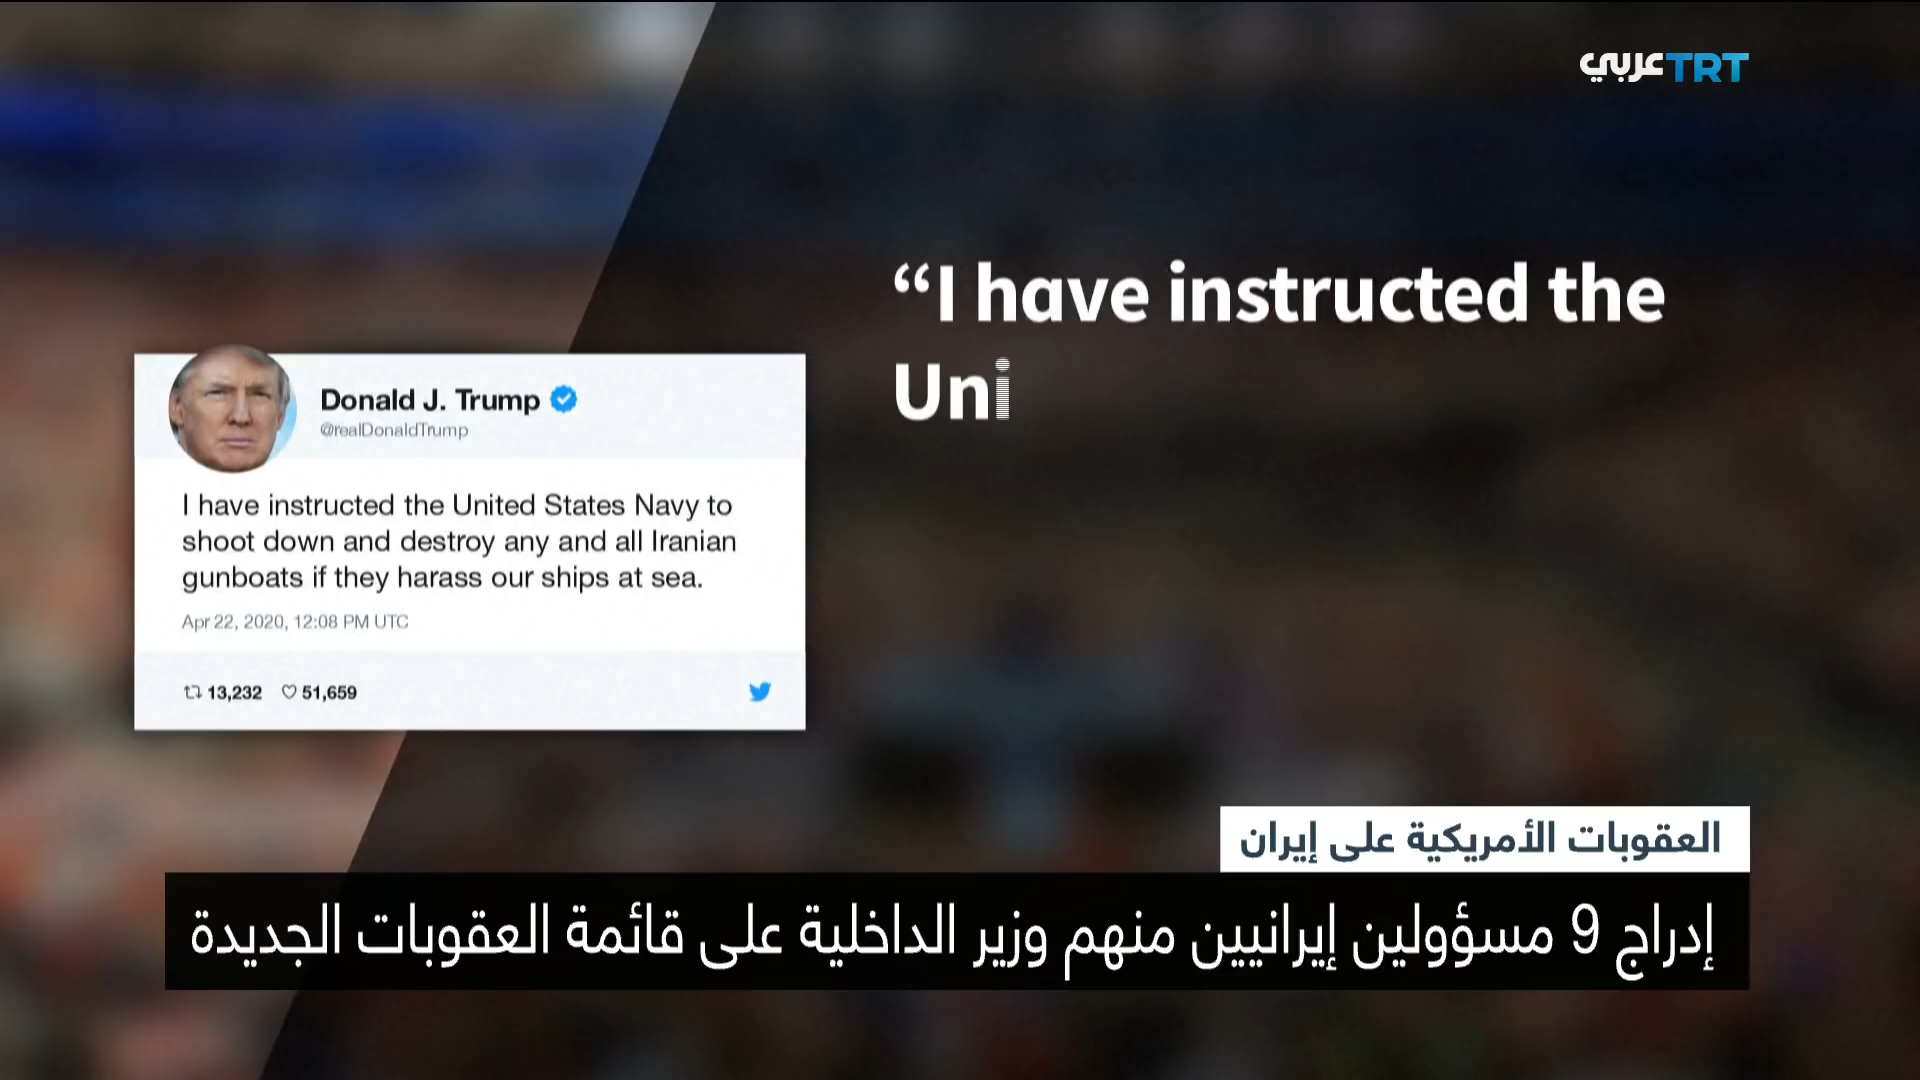 TRT عربي
“I have instructed the
Uni
Donald J. Trump
@realDonaldTrump
I have instructed the United States Navy to
shoot down and destroy any and all Iranian
gunboats if they harass our ships at sea.
Apr 22, 2020, 12:08 PM UTC
13,232 51,659
العقوبات الأمريكية على إيران
إدراج 9 مسؤولين إيرانيين منهم وزير الداخلية على قائمة العقوبات الجديدة